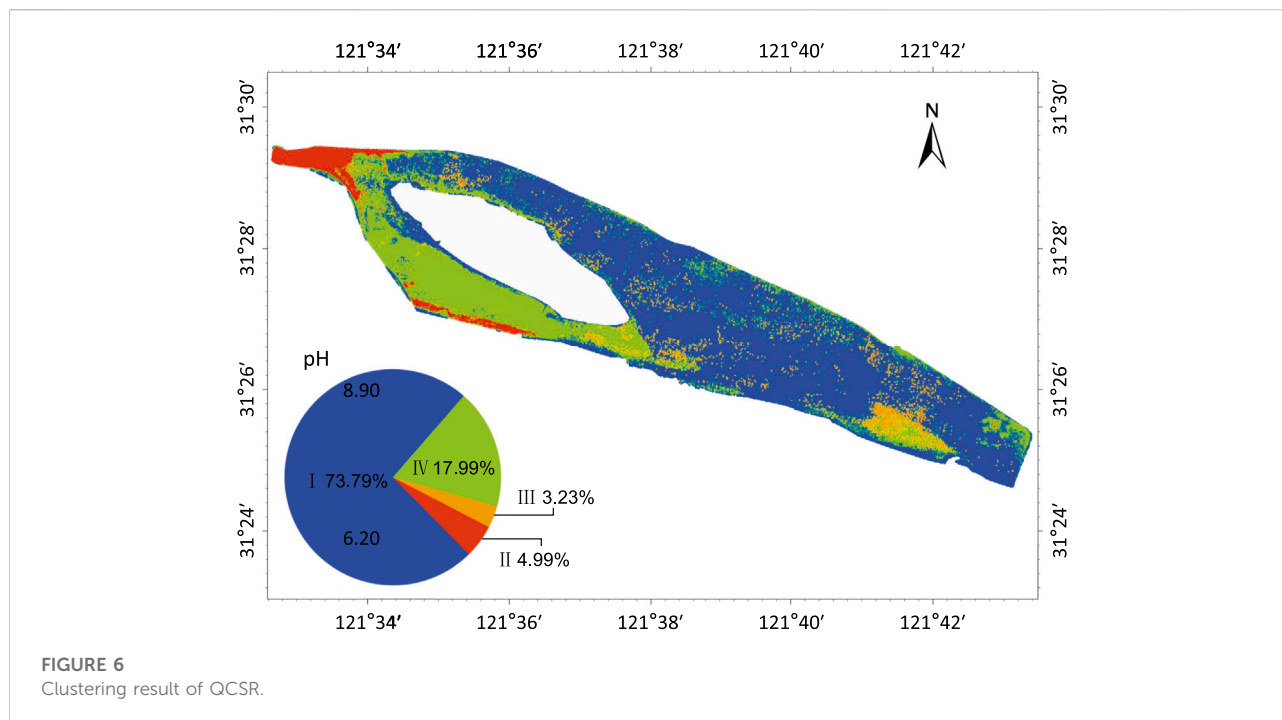 121°34′ 121°36′ 121°38′ 121°40′ 121°42′
31°30′
31°28′
31°26′
31°24′
N
31°30′
31°28′
31°26′
31°24′
pH
8.90
Ⅰ 73.79%
Ⅳ 17.99%
Ⅲ 3.23%
6.20
Ⅱ 4.99%
121°34′ 121°36′ 121°38′ 121°40′ 121°42′
FIGURE 6
Clustering result of QCSR.